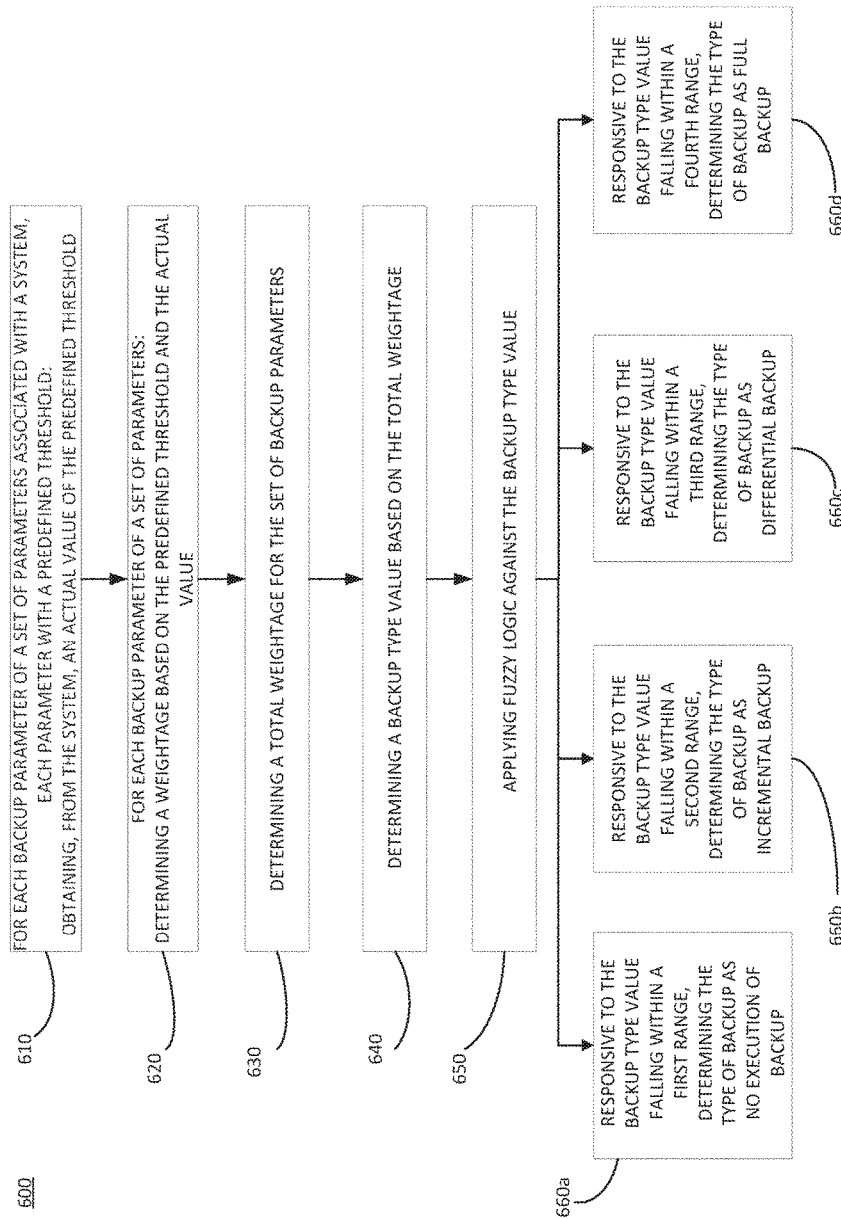 600
610
FOR EACH BACKUP PARAMETER OF A SET OF PARAMETERS ASSOCIATED WITH A SYSTEM,
EACH PARAMETER WITH A PREDEFINED THRESHOLD:
OBTAINING, FROM THE SYSTEM, AN ACTUAL VALUE OF THE PREDEFINED THRESHOLD
620
FOR EACH BACKUP PARAMETER OF A SET OF PARAMETERS:
DETERMINING A WEIGHTAGE BASED ON THE PREDEFINED THRESHOLD AND THE ACTUAL
VALUE
630
DETERMINING A TOTAL WEIGHTAGE FOR THE SET OF BACKUP PARAMETERS
640
DETERMINING A BACKUP TYPE VALUE BASED ON THE TOTAL WEIGHTAGE
650
APPLYING FUZZY LOGIC AGAINST THE BACKUP TYPE VALUE
660a
RESPONSIVE TO THE
BACKUP TYPE VALUE
FALLING WITHIN A
FIRST RANGE,
DETERMINING THE
TYPE OF BACKUP AS
NO EXECUTION OF
BACKUP
RESPONSIVE TO THE
BACKUP TYPE VALUE
FALLING WITHIN A
SECOND RANGE,
DETERMINING THE TYPE
OF BACKUP AS
INCREMENTAL BACKUP
660b
RESPONSIVE TO THE
BACKUP TYPE VALUE
FALLING WITHIN A
THIRD RANGE,
DETERMINING THE TYPE
OF BACKUP AS
DIFFERENTIAL BACKUP
660c
RESPONSIVE TO THE
BACKUP TYPE VALUE
FALLING WITHIN A
FOURTH RANGE,
DETERMINING THE TYPE
OF BACKUP AS FULL
BACKUP
660d